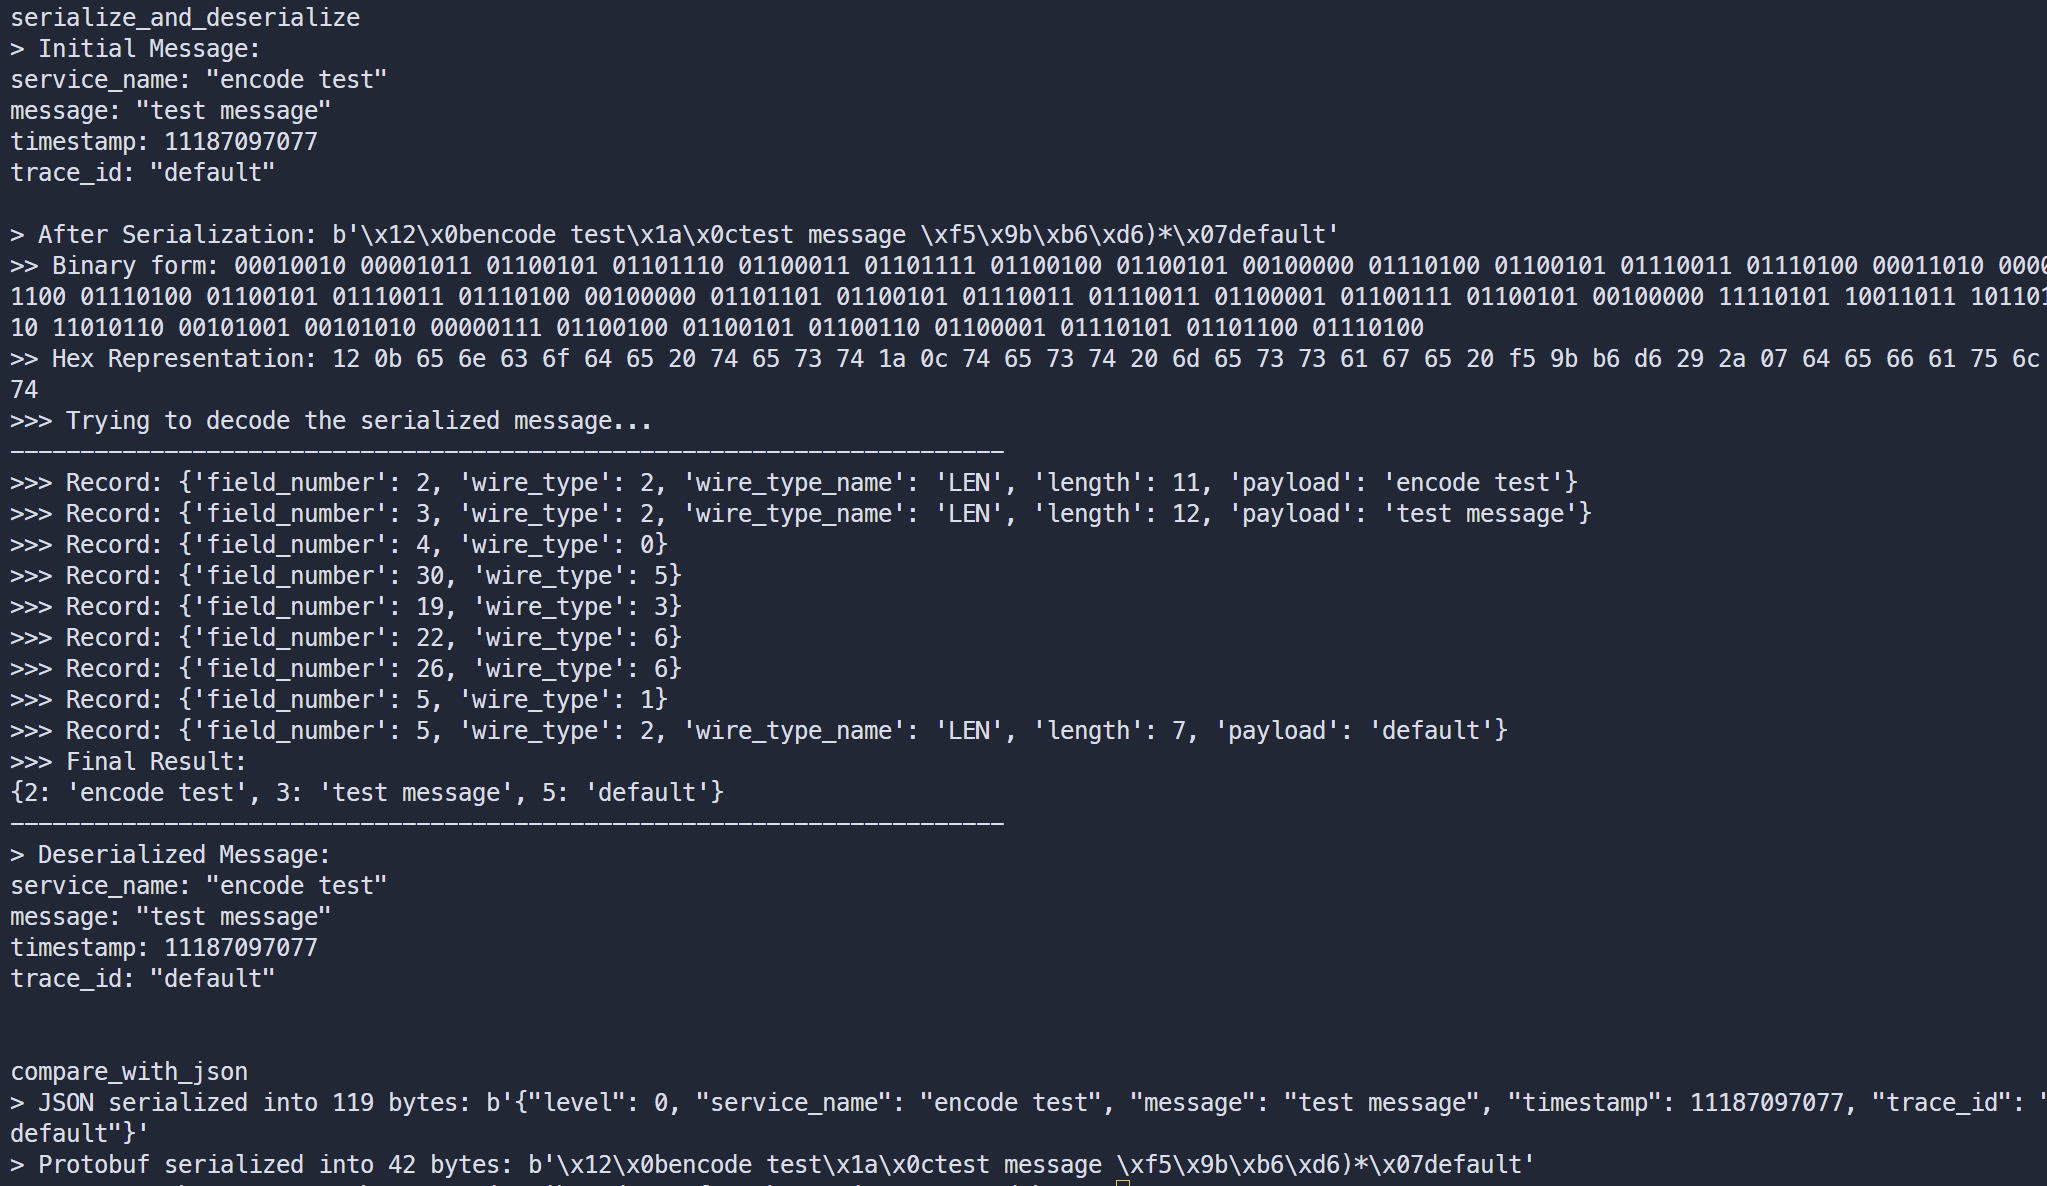 serialize_and_deserialize
> Initial Message:
service_name: "encode test"
message: "test message"
timestamp: 11187097077
trace_id: "default"
> After Serialization: b'\x12\x0bencode test\x1a\x0ctest message \xf5\x9b\xb6\xd6)*\x07default'
>> Binary form: 00010010 00001011 01100101 01101110 01100011 01101111 01100100 01100101 00100000 01110100 01100101 01110011 01110100 00011010 0000
1100 01110100 01100101 01110011 01110100 00100000 01101101 01100101 01110011 01110011 01100001 01100111 01100101 00100000 11110101 10011011 101101
10 11010110 00101001 00101010 00000111 01100100 01100101 01100110 01100001 01110101 01101100 01110100
>> Hex Representation: 12 0b 65 6e 63 6f 64 65 20 74 65 73 74 1a 0c 74 65 73 74 20 6d 65 73 73 61 67 65 20 f5 9b b6 d6 29 2a 07 64 65 66 61 75 6c
74
>>> Trying to decode the serialized message...
-----------------------------------------------------------------------
>>> Record: {'field_number': 2, 'wire_type': 2, 'wire_type_name': 'LEN', 'length': 11, 'payload': 'encode test'}
>>> Record: {'field_number': 3, 'wire_type': 2, 'wire_type_name': 'LEN', 'length': 12, 'payload': 'test message'}
>>> Record: {'field_number': 4, 'wire_type': 0}
>>> Record: {'field_number': 30, 'wire_type': 5}
>>> Record: {'field_number': 19, 'wire_type': 3}
>>> Record: {'field_number': 22, 'wire_type': 6}
>>> Record: {'field_number': 26, 'wire_type': 6}
>>> Record: {'field_number': 5, 'wire_type': 1}
>>> Record: {'field_number': 5, 'wire_type': 2, 'wire_type_name': 'LEN', 'length': 7, 'payload': 'default'}
>>> Final Result:
{2: 'encode test', 3: 'test message', 5: 'default'}
-----------------------------------------------------------------------
> Deserialized Message:
service_name: "encode test"
message: "test message"
timestamp: 11187097077
trace_id: "default"
compare_with_json
> JSON serialized into 119 bytes: b'{"level": 0, "service_name": "encode test", "message": "test message", "timestamp": 11187097077, "trace_id": "
default"}'
> Protobuf serialized into 42 bytes: b'\x12\x0bencode test\x1a\x0ctest message \xf5\x9b\xb6\xd6)*\x07default'